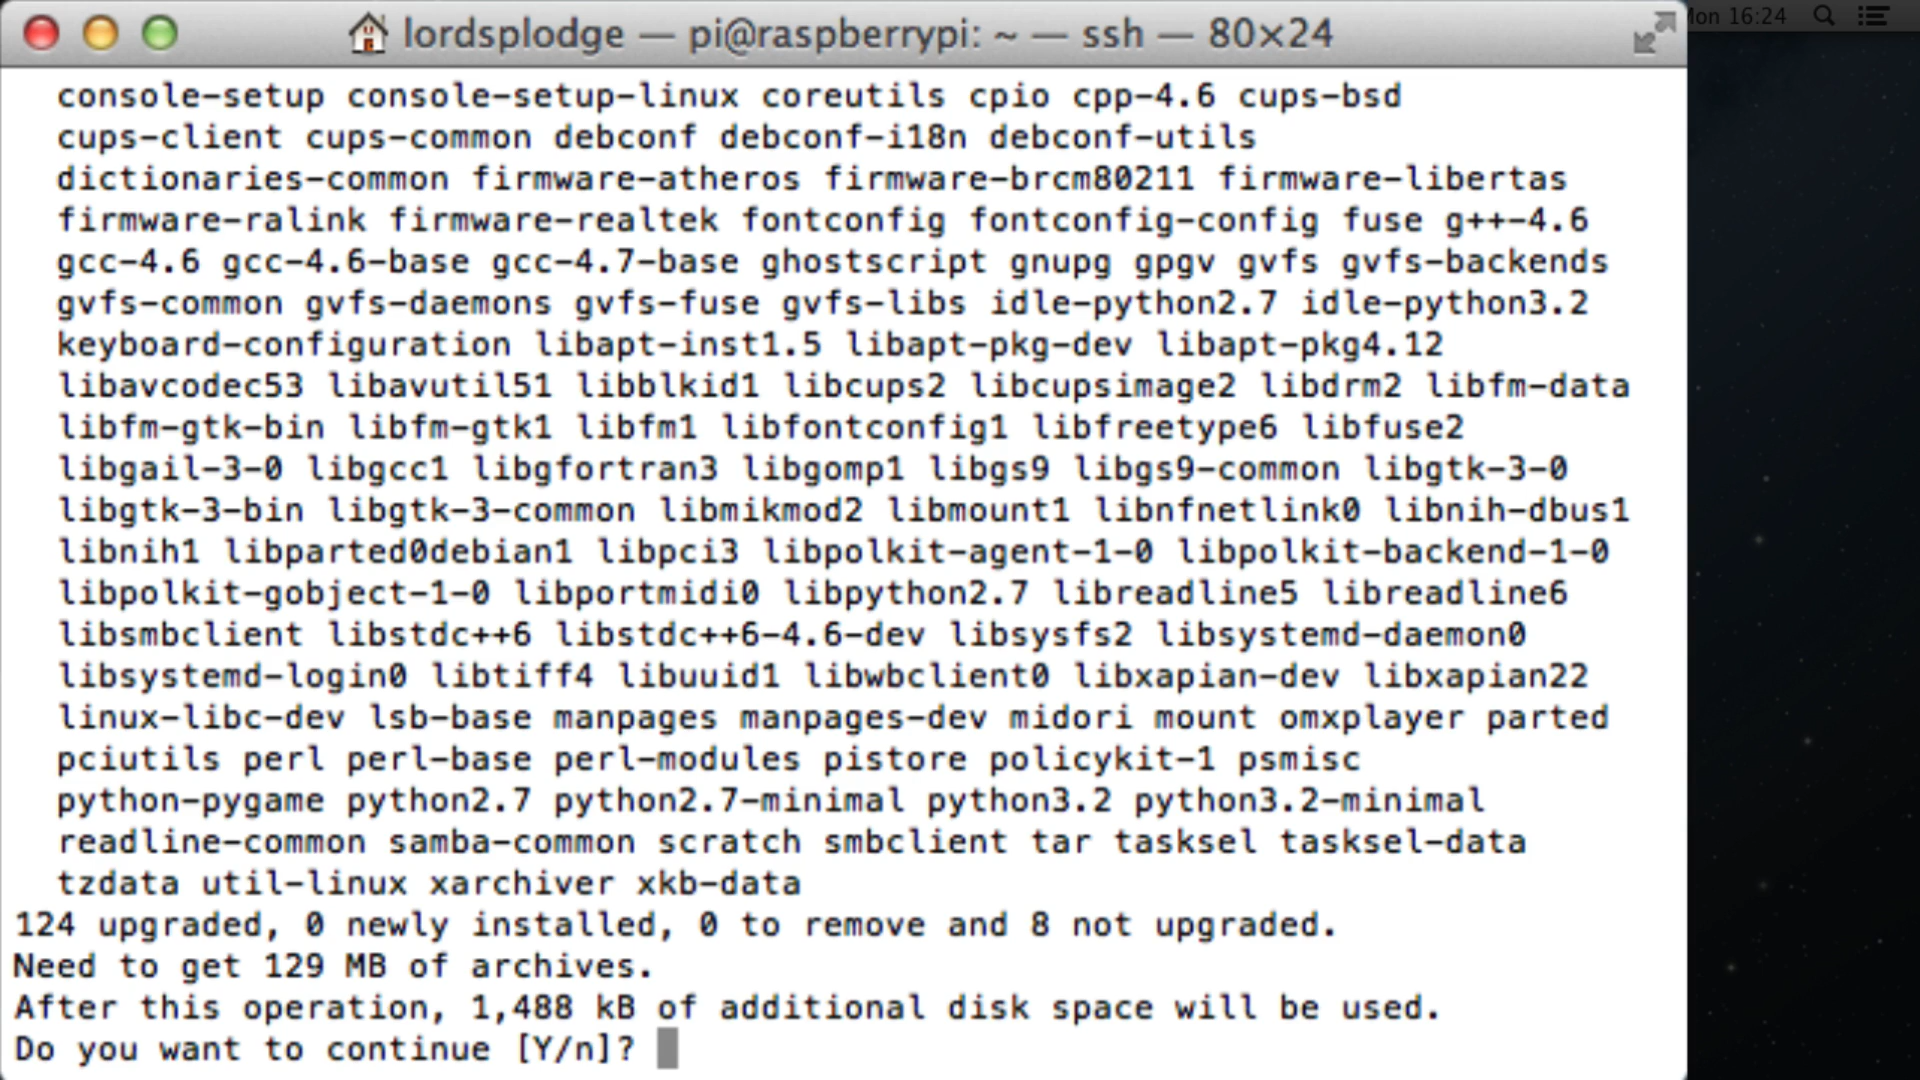 lordsplodge — pi@raspberrypi: ~ — ssh — 80×24
16:24
console-setup console-setup-linux coreutils cpio cpp-4.6 cups-bsd
cups-client cups-common debconf debconf-i18n debconf-utils
dictionaries-common firmware-atheros firmware-brcm80211 firmware-libertas
firmware-ralink firmware-realtek fontconfig fontconfig-config fuse g++-4.6
gcc-4.6 gcc-4.6-base gcc-4.7-base ghostscript gnupg gpgv gvfs gvfs-backends
gvfs-common gvfs-daemons gvfs-fuse gvfs-libs idle-python2.7 idle-python3.2
keyboard-configuration libapt-inst1.5 libapt-pkg-dev libapt-pkg4.12
libavcodec53 libavutil51 libblkid1 libcups2 libcupsimage2 libdrm2 libfm-data
libfm-gtk-bin libfm-gtk1 libfm1 libfontconfig1 libfreetype6 libfuse2
libgail-3-0 libgcc1 libgfortran3 libgomp1 libgs9 libgs9-common libgtk-3-0
libgtk-3-bin libgtk-3-common libmikmod2 libmount1 libnfnetlink0 libnih-dbus1
libnih1 libparted0debian1 libpci3 libpolkit-agent-1-0 libpolkit-backend-1-0
libpolkit-gobject-1-0 libportmidi0 libpython2.7 libreadline5 libreadline6
libsmbclient libstdc++6 libstdc++6-4.6-dev libsysfs2 libsystemd-daemon0
libsystemd-login0 libtiff4 libuuid1 libwbclient0 libxapian-dev libxapian22
linux-libc-dev lsb-base manpages manpages-dev midori mount omxplayer parted
pciutils perl perl-base perl-modules pistore policykit-1 psmisc
python-pygame python2.7 python2.7-minimal python3.2 python3.2-minimal
readline-common samba-common scratch smbclient tar tasksel tasksel-data
tzdata util-linux xarchiver xkb-data
124 upgraded, 0 newly installed, 0 to remove and 8 not upgraded.
Need to get 129 MB of archives.
After this operation, 1,488 kB of additional disk space will be used.
Do you want to continue [Y/n]?